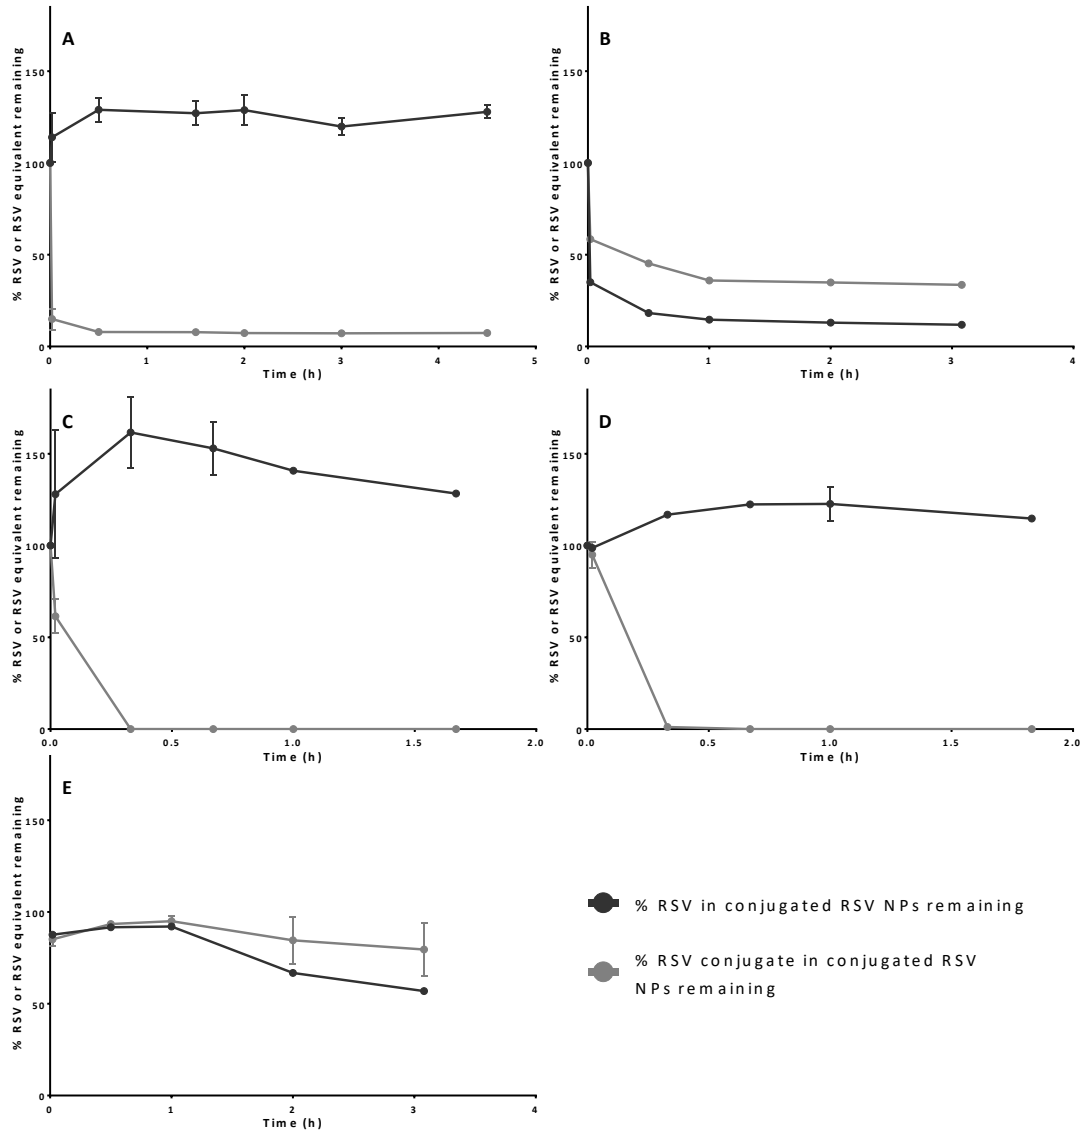 A
% RSV or RSV equivalent remaining
150
100
50
0
0 1 2 3 4 5
Time (h)
B
% RSV or RSV equivalent remaining
150
100
50
0
0 1 2 3 4
Time (h)
C
% RSV or RSV equivalent remaining
150
100
50
0
0.0 0.5 1.0 1.5 2.0
Time (h)
D
% RSV or RSV equivalent remaining
150
100
50
0
0.0 0.5 1.0 1.5 2.0
Time (h)
E
% RSV or RSV equivalent remaining
150
100
50
0
0 1 2 3 4
Time (h)
% RSV in conjugated RSV NPs remaining
% RSV conjugate in conjugated RSV
NPs remaining